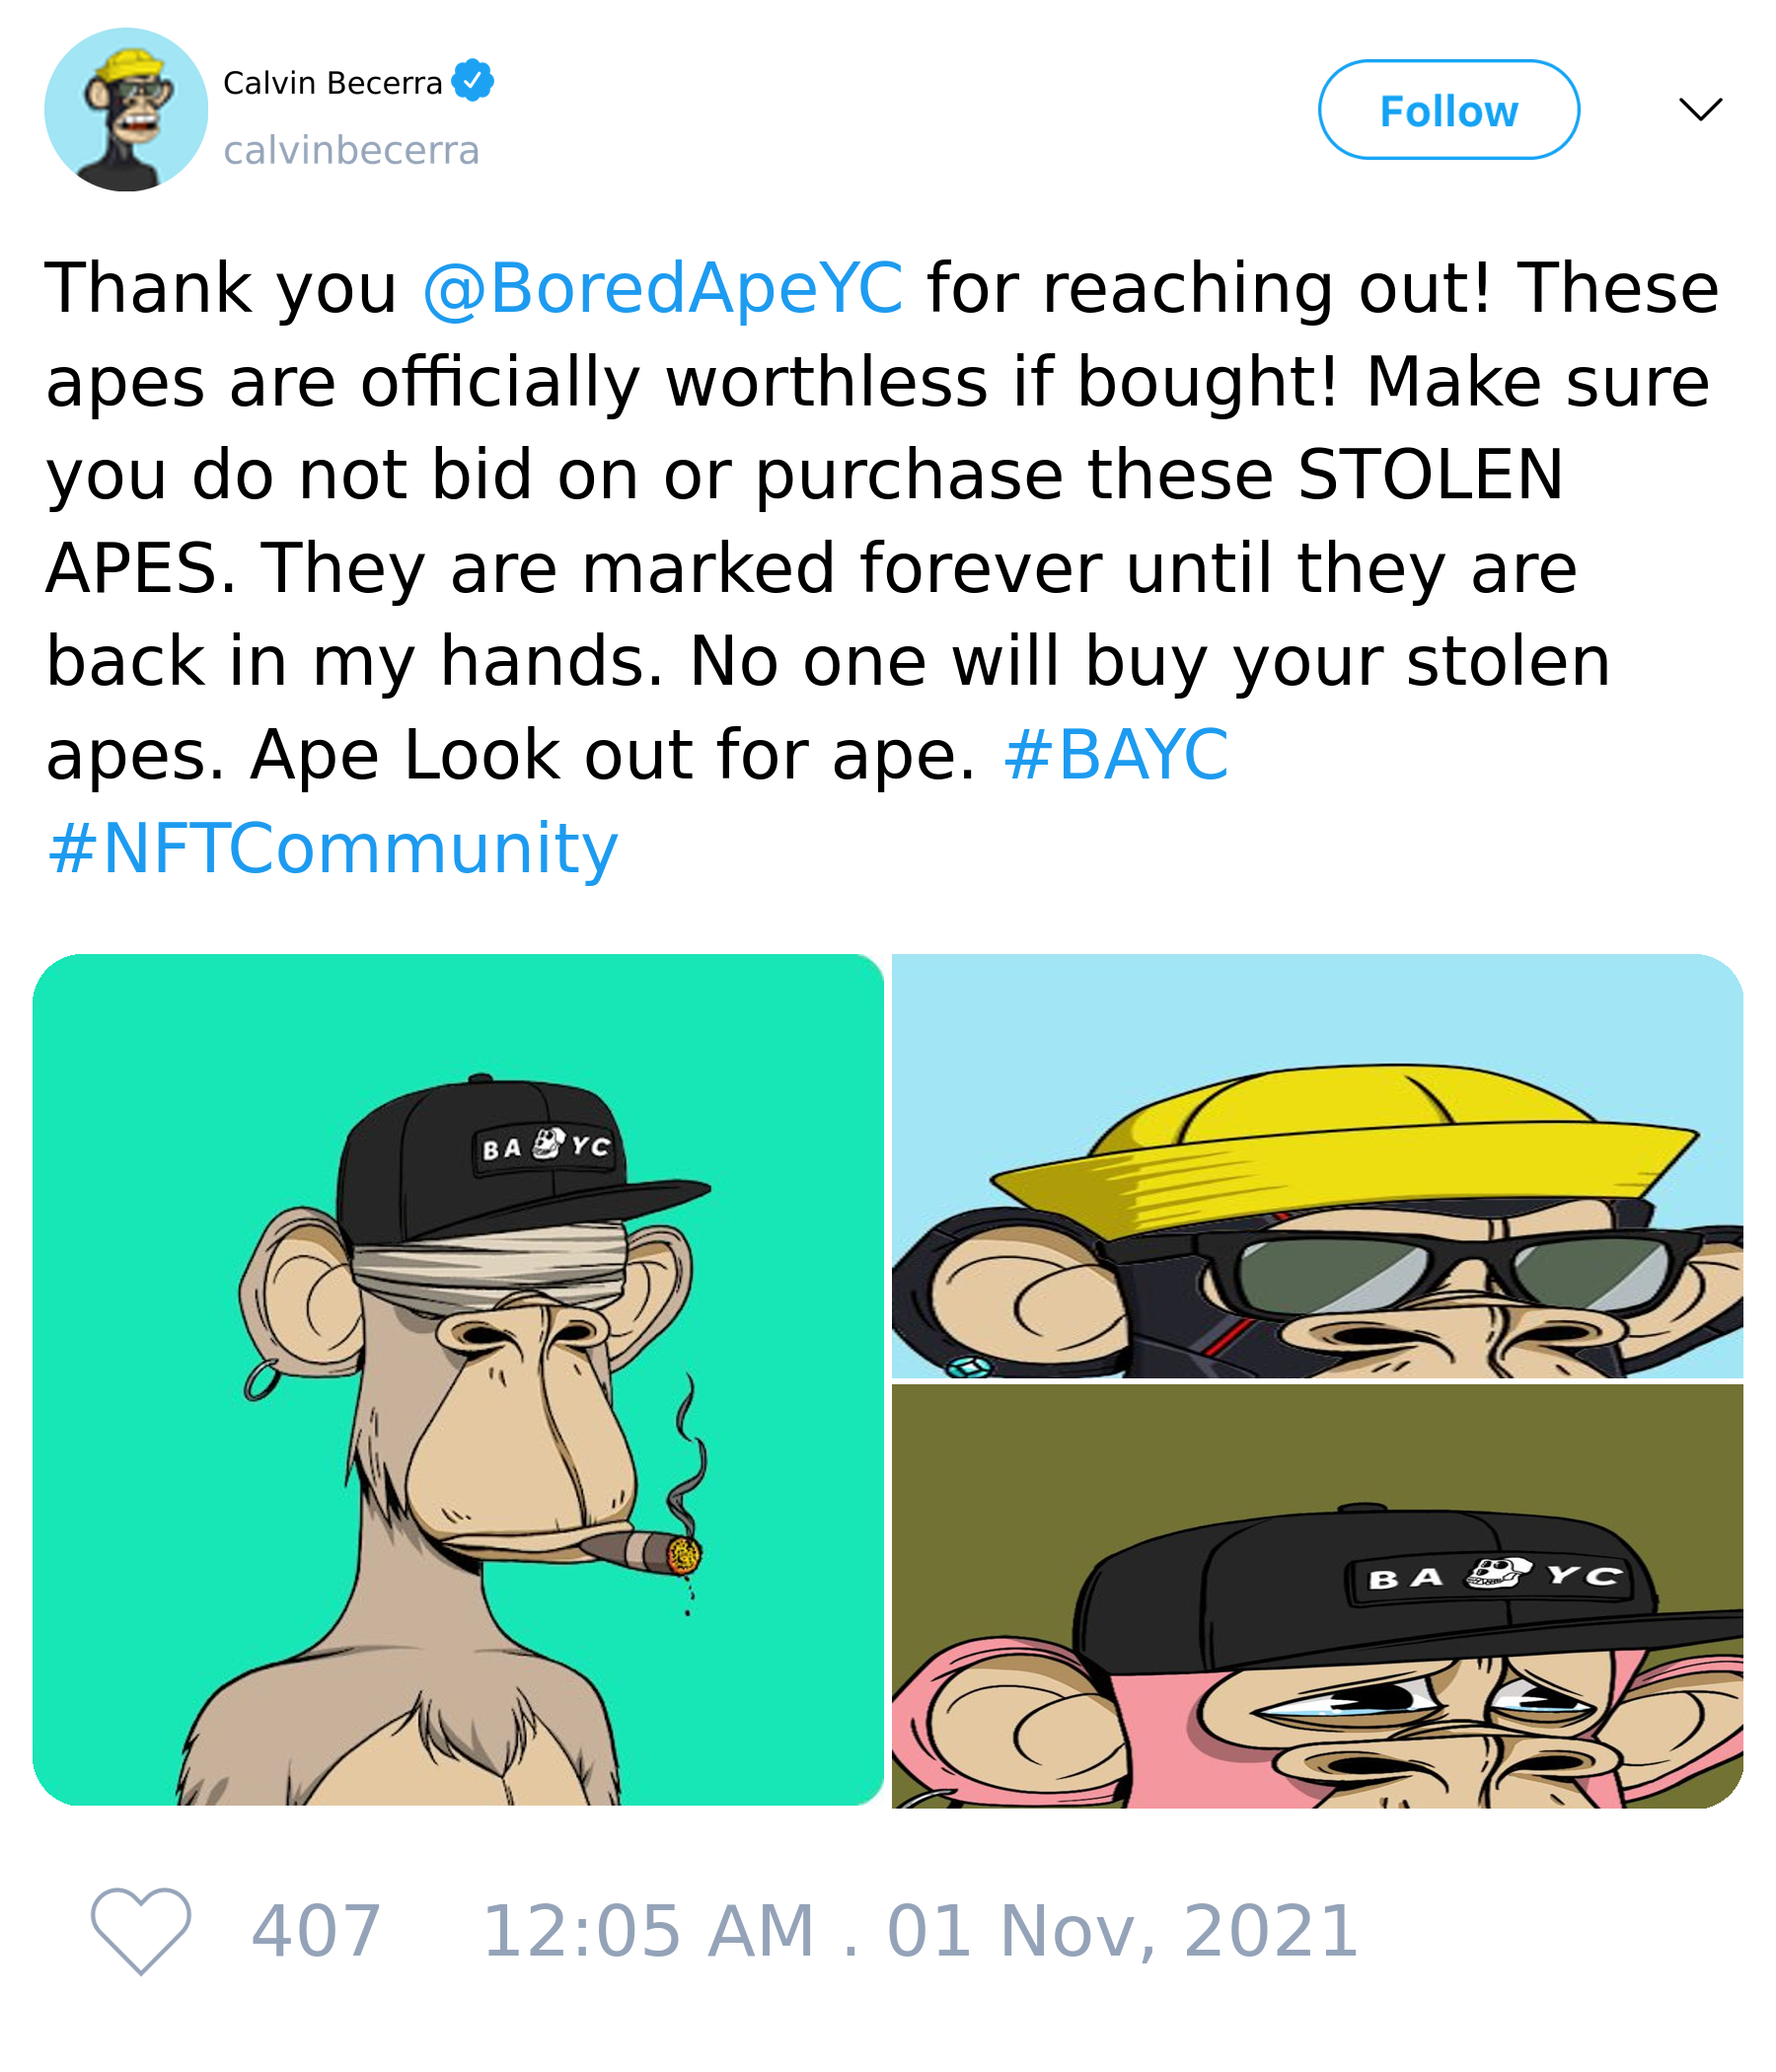 Calvin Becerra
calvinbecerra
Follow
Thank you @BoredApeYC for reaching out! These
apes are officially worthless if bought! Make sure
you do not bid on or purchase these STOLEN
APES. They are marked forever until they are
back in my hands. No one will buy your stolen
apes. Ape Look out for ape. #BAYC
#NFTCommunity
BA YC
BA YC
407 12:05 AM . 01 Nov, 2021